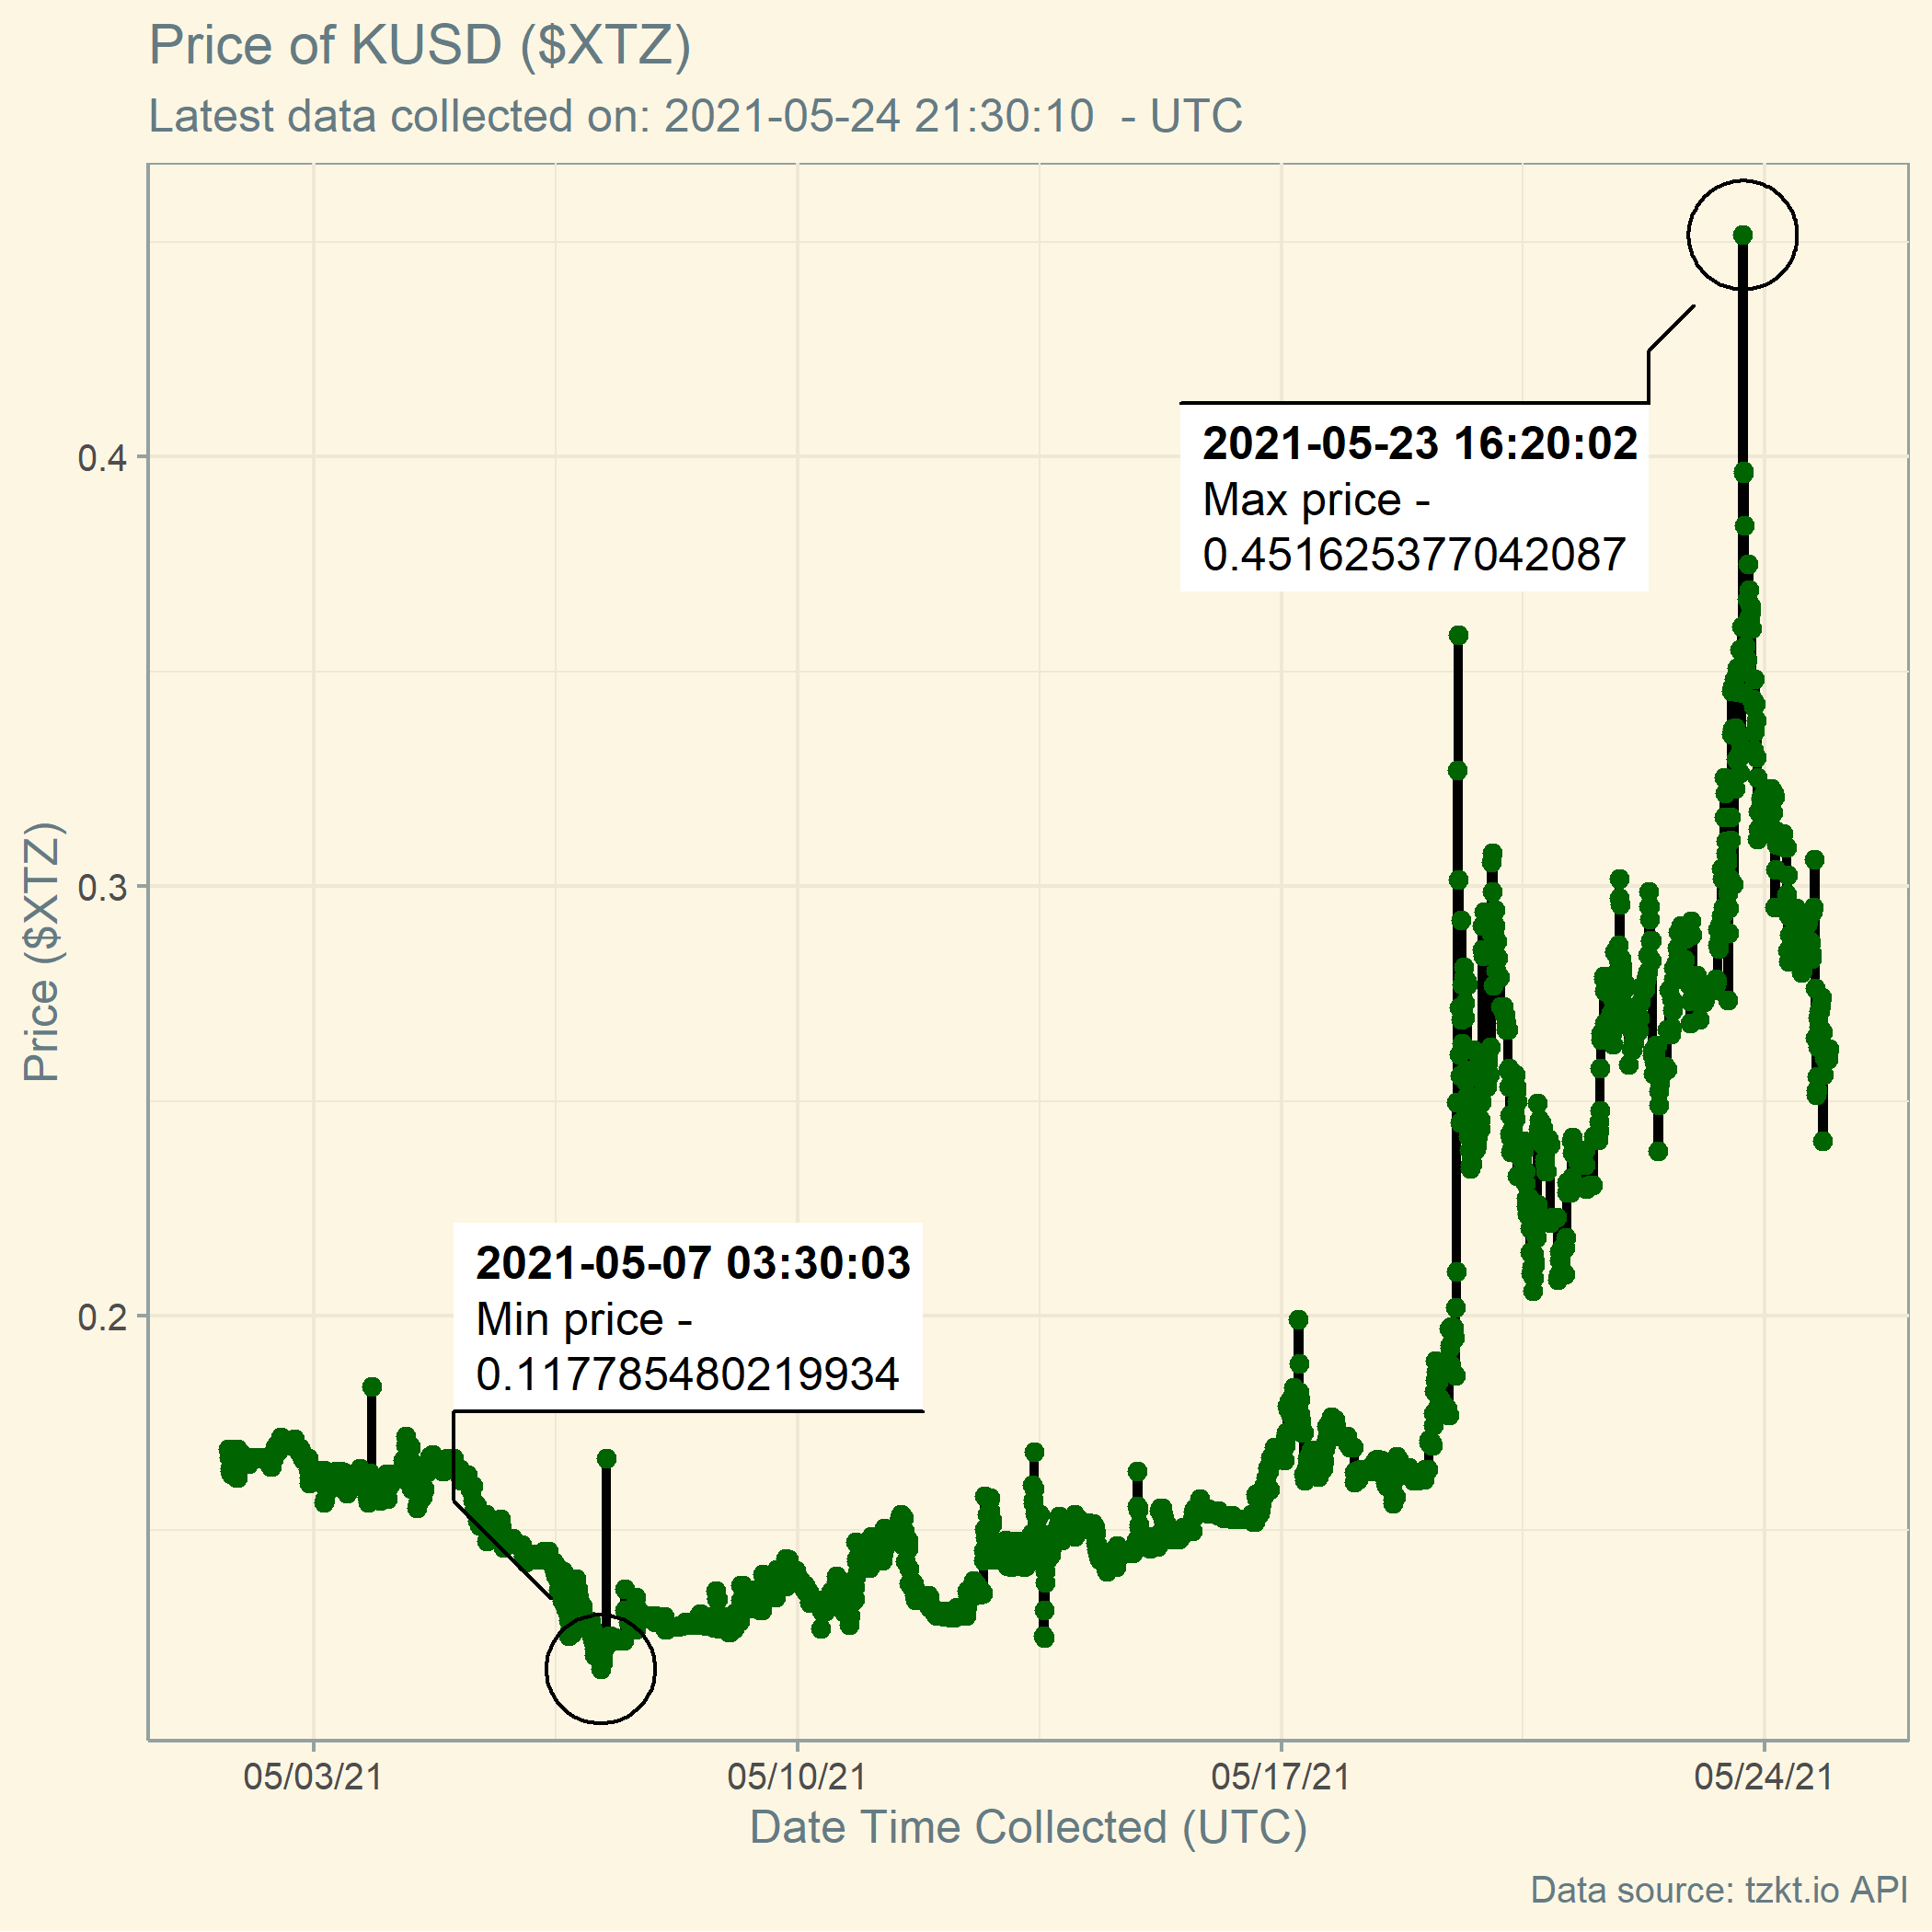 Price of KUSD ($XTZ)
Latest data collected on: 2021-05-24 21:30:10  - UTC
2021-05-23 16:20:02
Max price -
0.451625377042087
2021-05-07 03:30:03
Min price -
0.117785480219934
Price ($XTZ)
0.4
0.3
0.2
05/03/21
05/10/21
05/17/21
05/24/21
Date Time Collected (UTC)
Data source: tzkt.io API